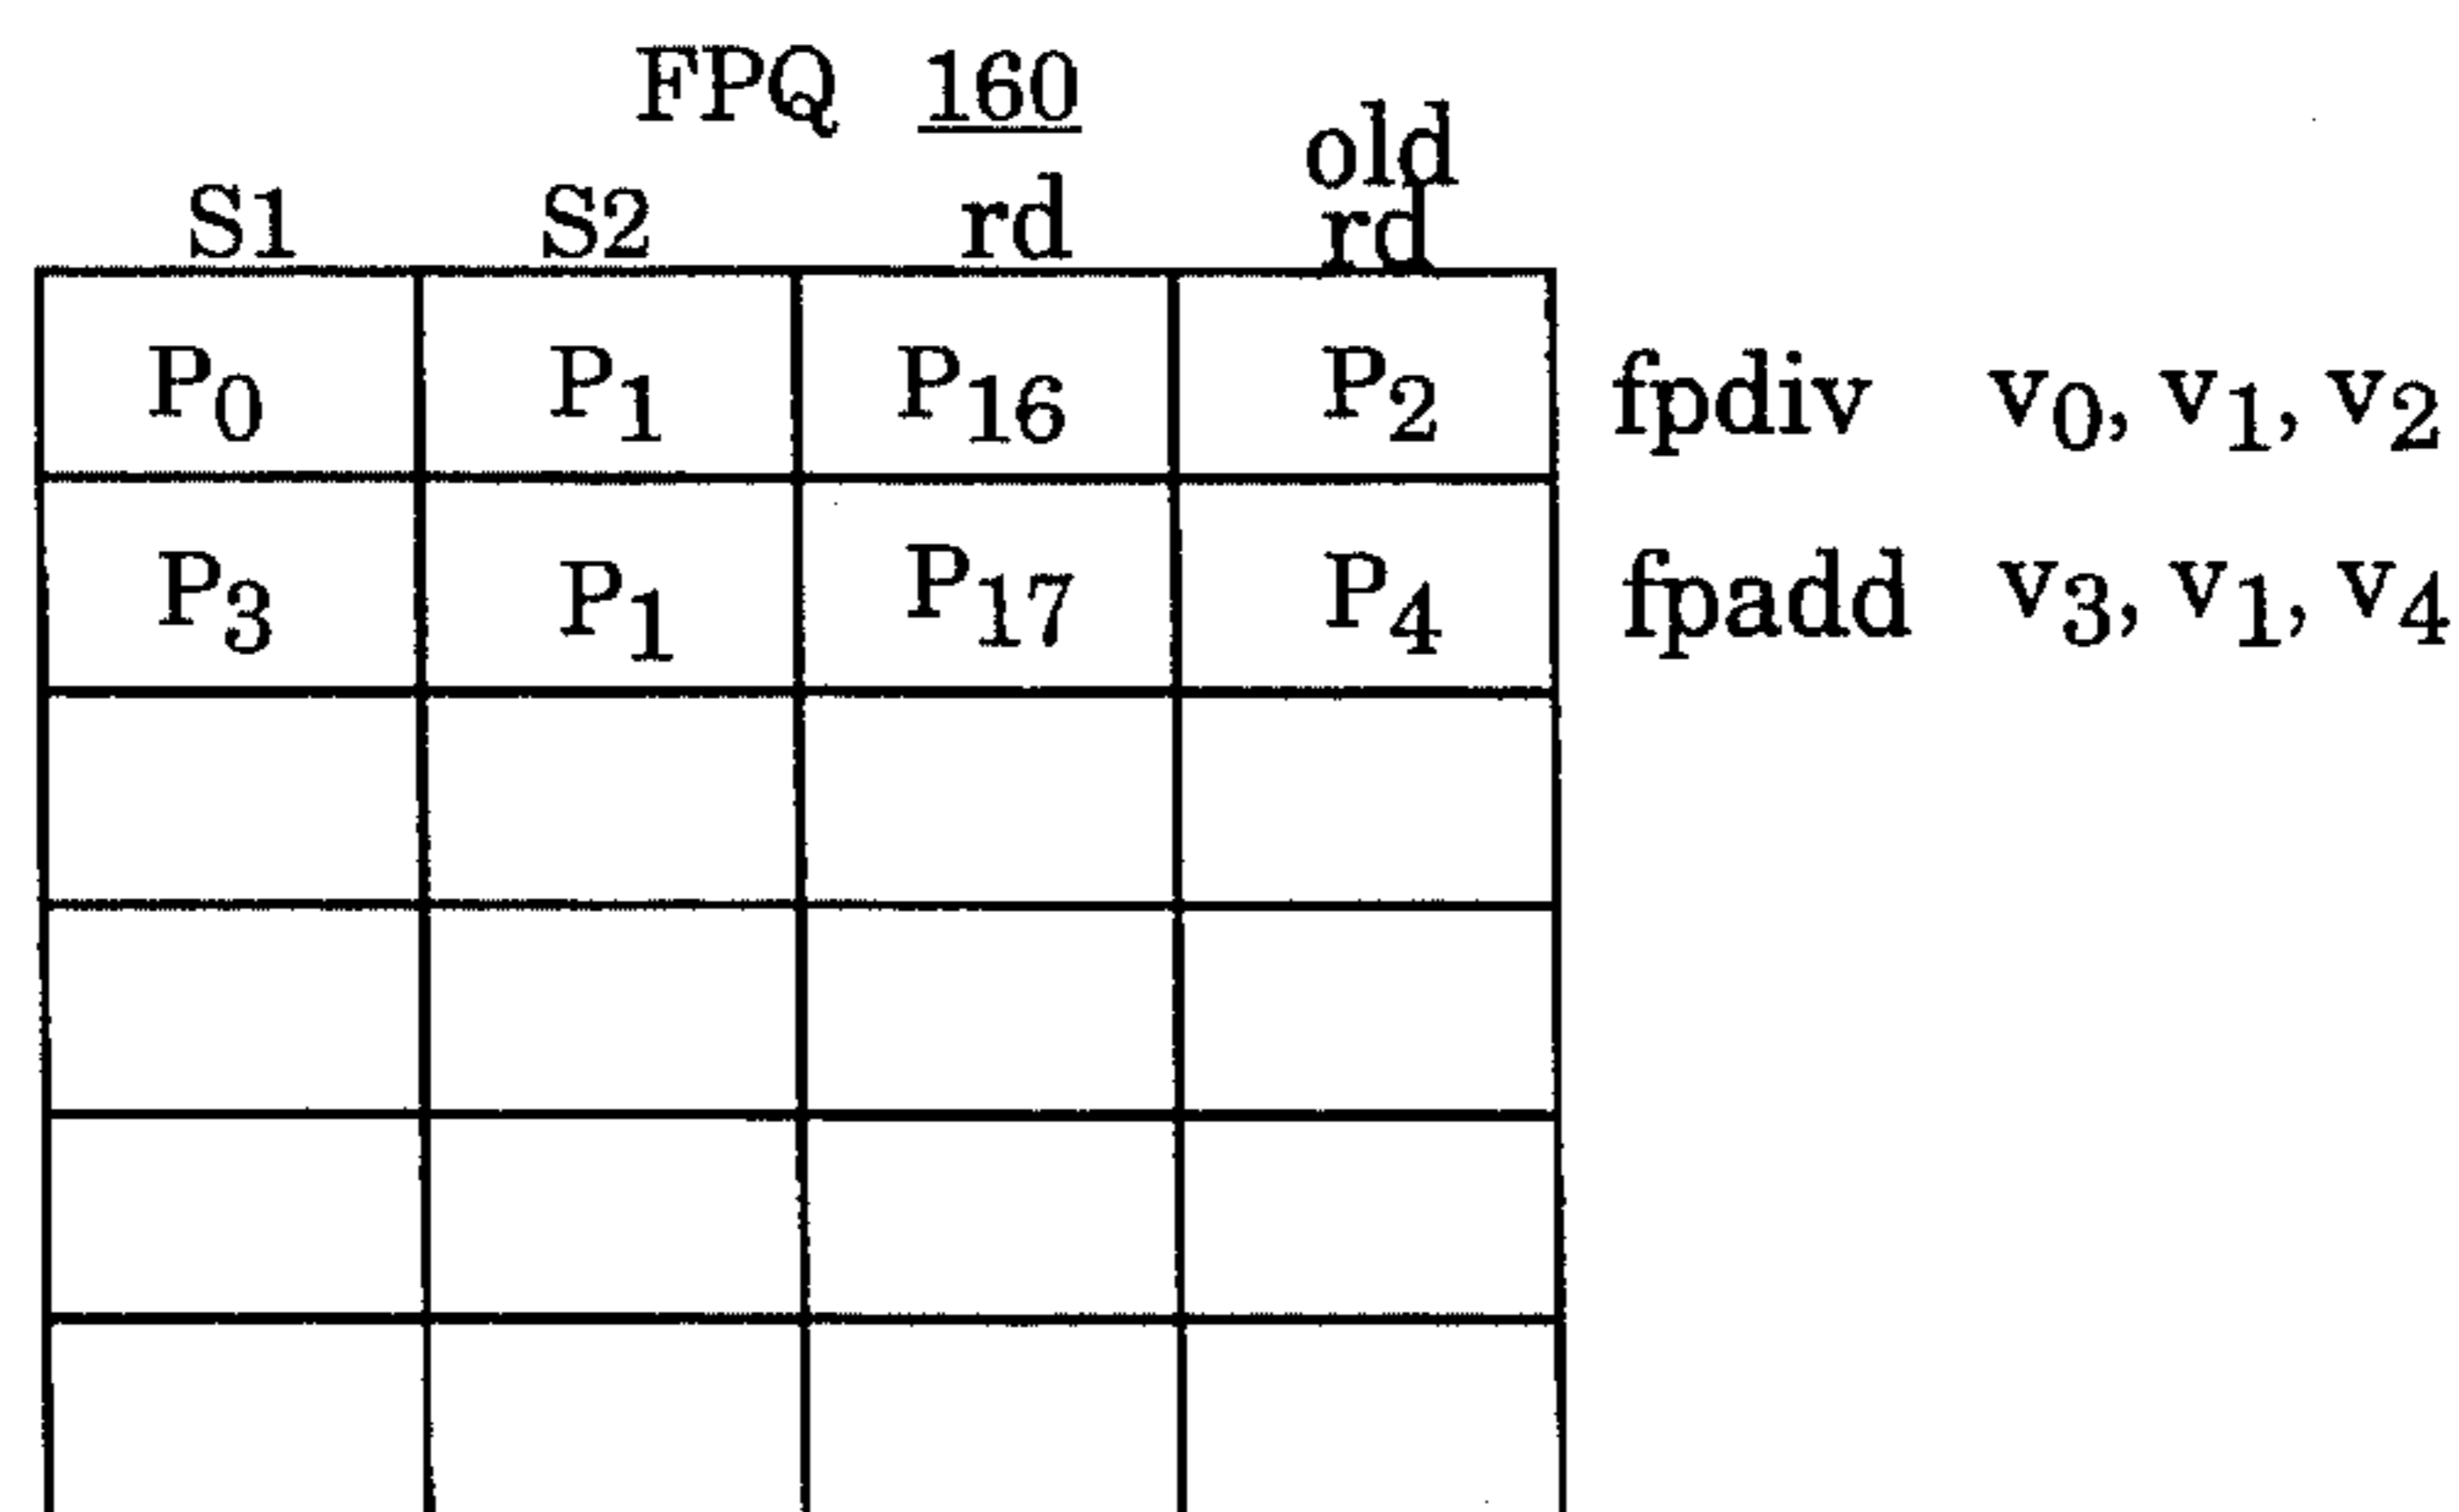 FPQ 160
S1 S2 rd old rd
P0 P1 P16 P2 fpdiv v0, v1, v2
P3 P1 P17 P4 fpadd v3, v1, v4